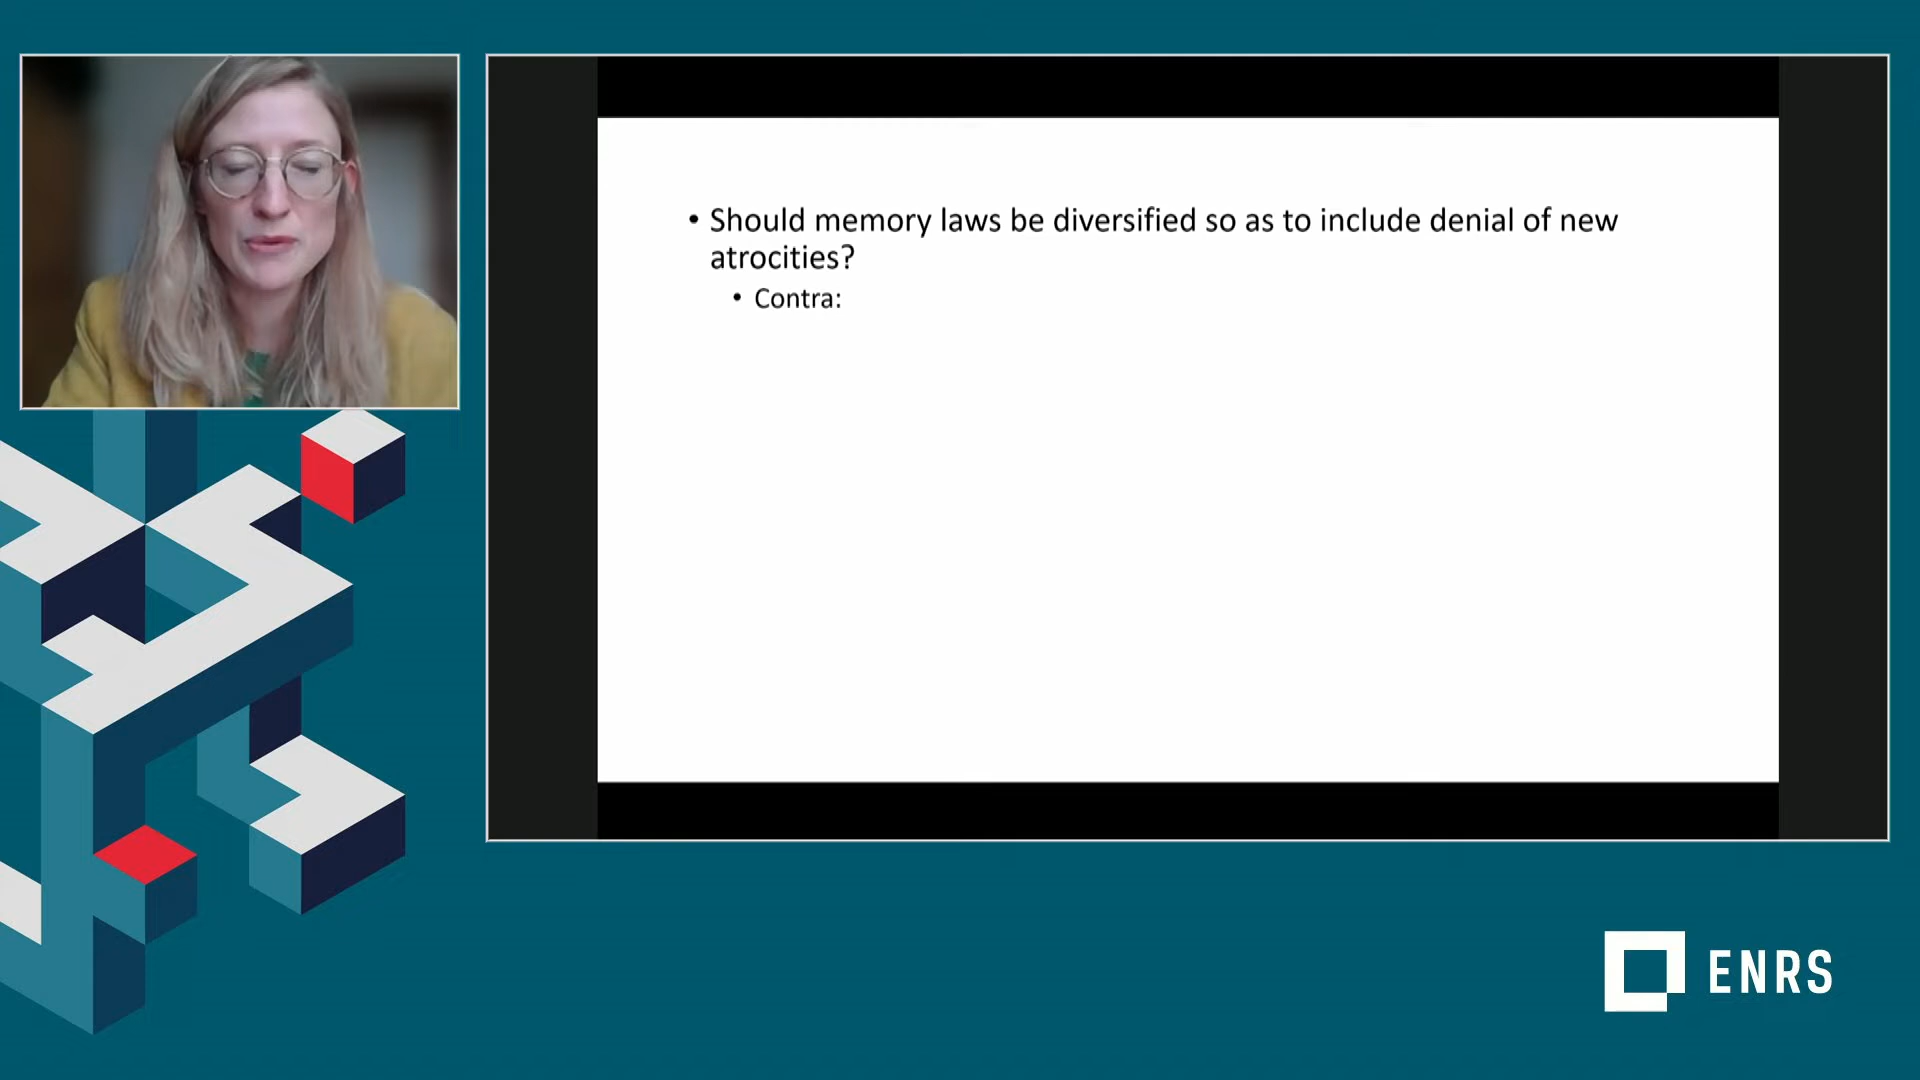 • Should memory laws be diversified so as to include denial of new
atrocities?
• Contra:
ENRS